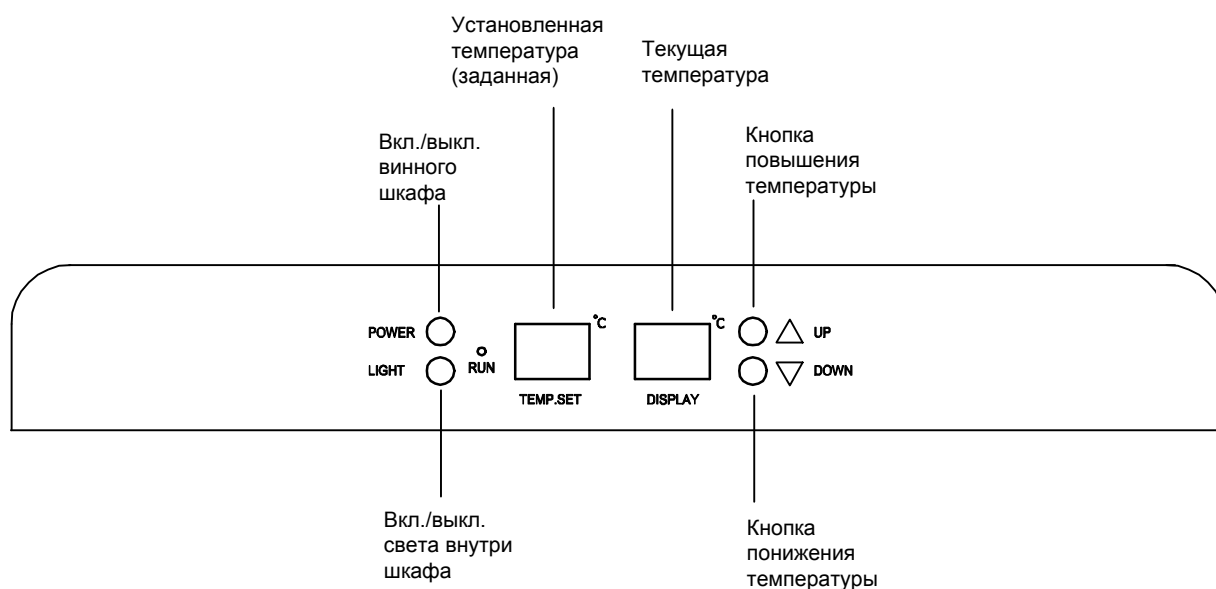 Установленная
температура
(заданная)
Текущая
температура
Вкл./выкл.
винного
шкафа
Кнопка
повышения
температуры
POWER
°C
°C
UP
LIGHT
RUN
DOWN
TEMP.SET
DISPLAY
Вкл./выкл.
света внутри
шкафа
Кнопка
понижения
температуры